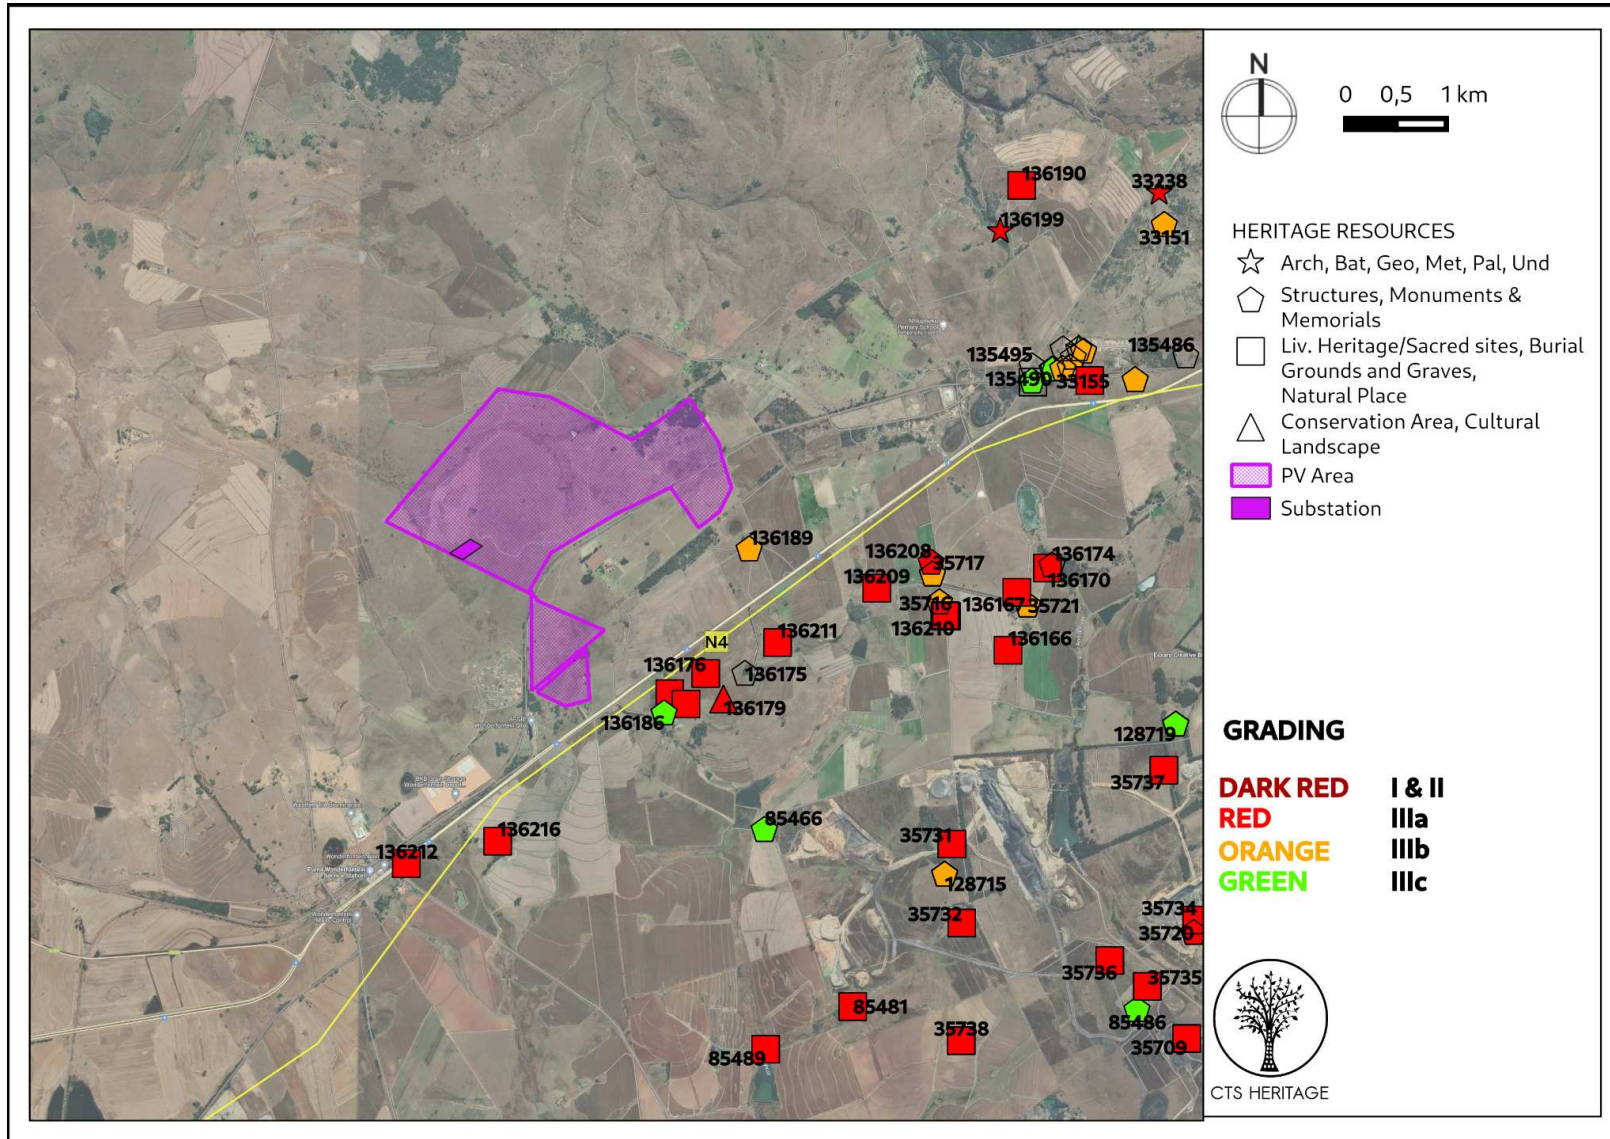 136190
33238
136199
33151
Nhlupheko
Primary School
135495
135486
135490
33155
136189
136208
35717
136174
136209
136170
35716
136167
35721
136210
136211
136166
N4
136176
136175
136179
136186
128719
35737
85466
136216
35731
136212
128715
35732
35734
35720
35736
35735
85481
85486
35738
35709
85489
N
0 0,5 1 km
HERITAGE RESOURCES
Arch, Bat, Geo, Met, Pal, Und
Structures, Monuments &
Memorials
Liv. Heritage/Sacred sites, Burial
Grounds and Graves,
Natural Place
Conservation Area, Cultural
Landscape
PV Area
Substation
GRADING
DARK RED I & II
RED IIIa
ORANGE IIIb
GREEN IIIc
CTS HERITAGE